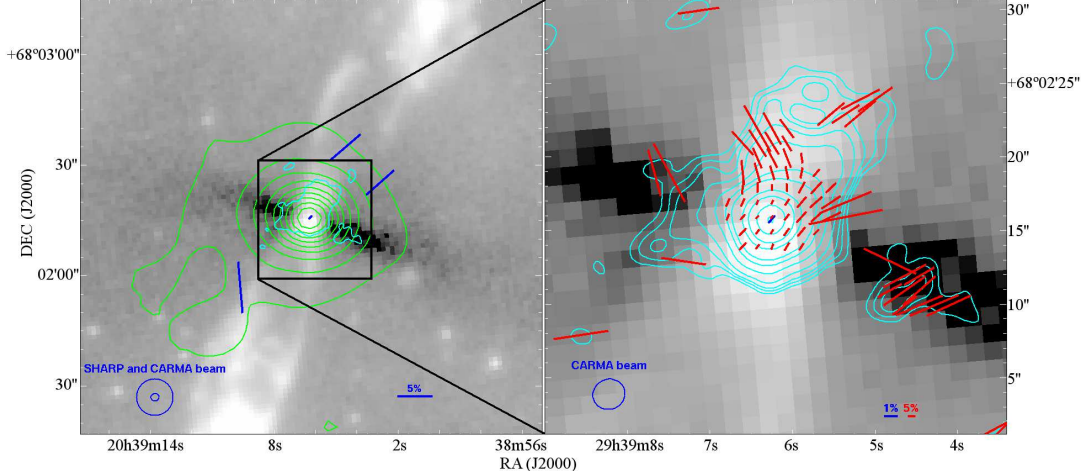 +68°03'00"
30"
02'00"
30"
DEC (J2000)
SHARP and CARMA beam
5%
20h39m14s
8s
2s
38m56s
RA (J2000)
30"
+68°02'25"
20"
15"
10"
5"
CARMA beam
1% 5%
29h39m8s
7s
6s
5s
4s